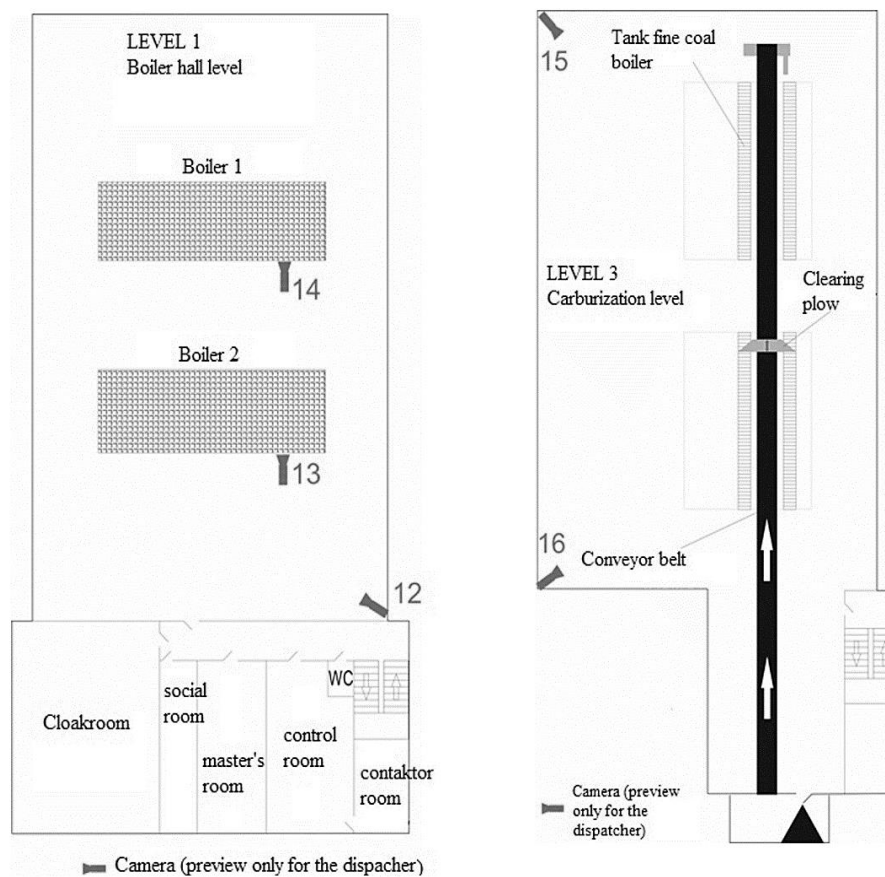 LEVEL 1
Boiler hall level
Boiler 1
14
Boiler 2
13
12
Cloakroom
social
room
master's
room
control
room
WC
contaktor
room
Camera (preview only for the dispacher)
15
Tank fine coal
boiler
LEVEL 3
Carburization level
Clearing
plow
16
Conveyor belt
Camera (preview
only for the
dispatcher)